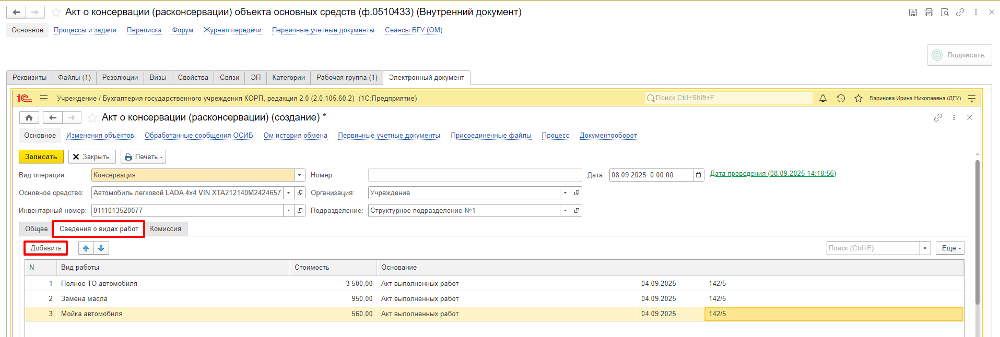 Акт о консервации (расконсервации) объекта основных средств (ф.0510433) (Внутренний документ)
Основное Процессы и задачи Переписка Форум Журнал передачи Первичные учетные документы Сеансы БГУ (ОМ)
Подписать
Реквизиты Файлы (1) Резолюции Визы Свойства Связи ЭП Категории Рабочая группа (1) Электронный документ
1С Учреждение / Бухгалтерия государственного учреждения КОРП, редакция 2.0 (2.0.105.60.2) (1С:Предприятие) Поиск Ctrl+Shift+F Баринова Ирина Николаевна (ДГУ)
Акт о консервации (расконсервации) (создание) *
Основное Изменения объектов Обработанные сообщения ОСИБ Ом история обмена Первичные учетные документы Присоединенные файлы Процесс Документооборот
Записать Закрыть Печать
Вид операции: Консервация Номер: Дата: 08.09.2025 0:00:00 Дата проведения (08.09.2025 14:18:56)
Основное средство: Автомобиль легковой LADA 4x4 VIN XTA212140M2424657 Организация: Учреждение
Инвентарный номер: 0111013520077 Подразделение: Структурное подразделение №1
Общее Сведения о видах работ Комиссия
Добавить Поиск (Ctrl+F) × Еще
N Вид работы Стоимость Основание
1 Полное ТО автомобиля 3 500,00 Акт выполненных работ 04.09.2025 142/5
2 Замена масла 950,00 Акт выполненных работ 04.09.2025 142/5
3 Мойка автомобиля 560,00 Акт выполненных работ 04.09.2025 142/5